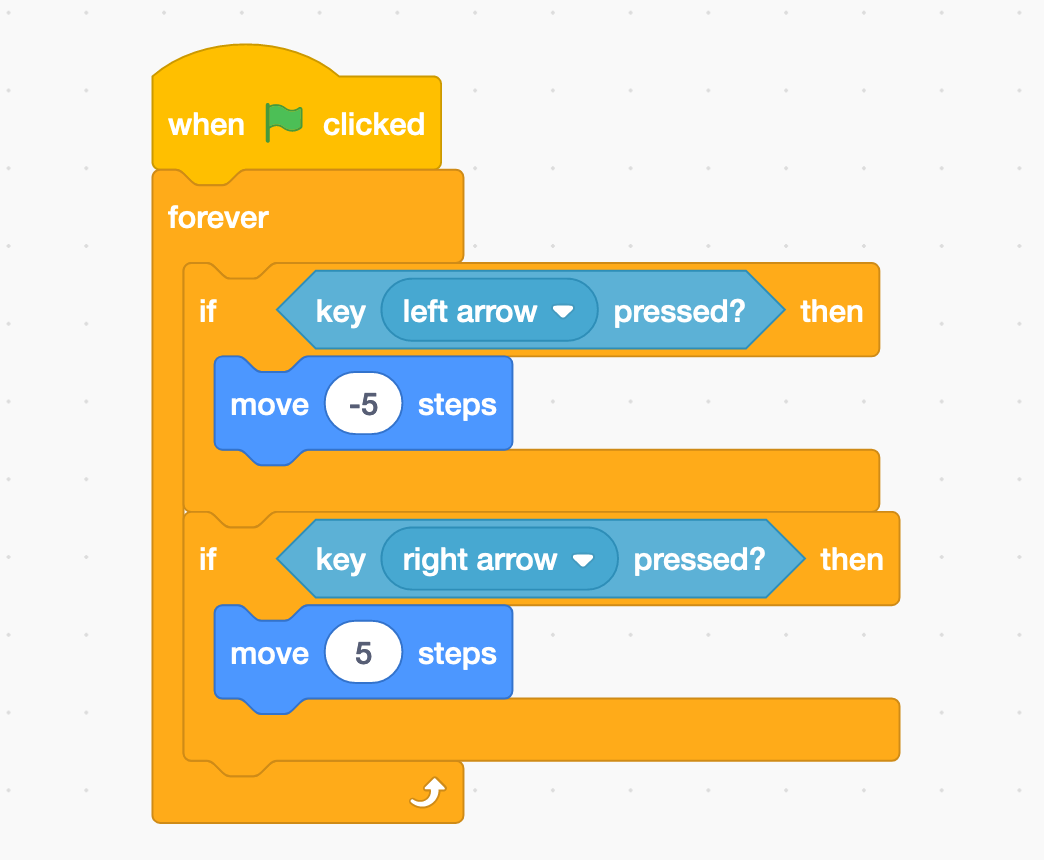 when clicked
forever
if key left arrow pressed? then
move -5 steps
if key right arrow pressed? then
move 5 steps